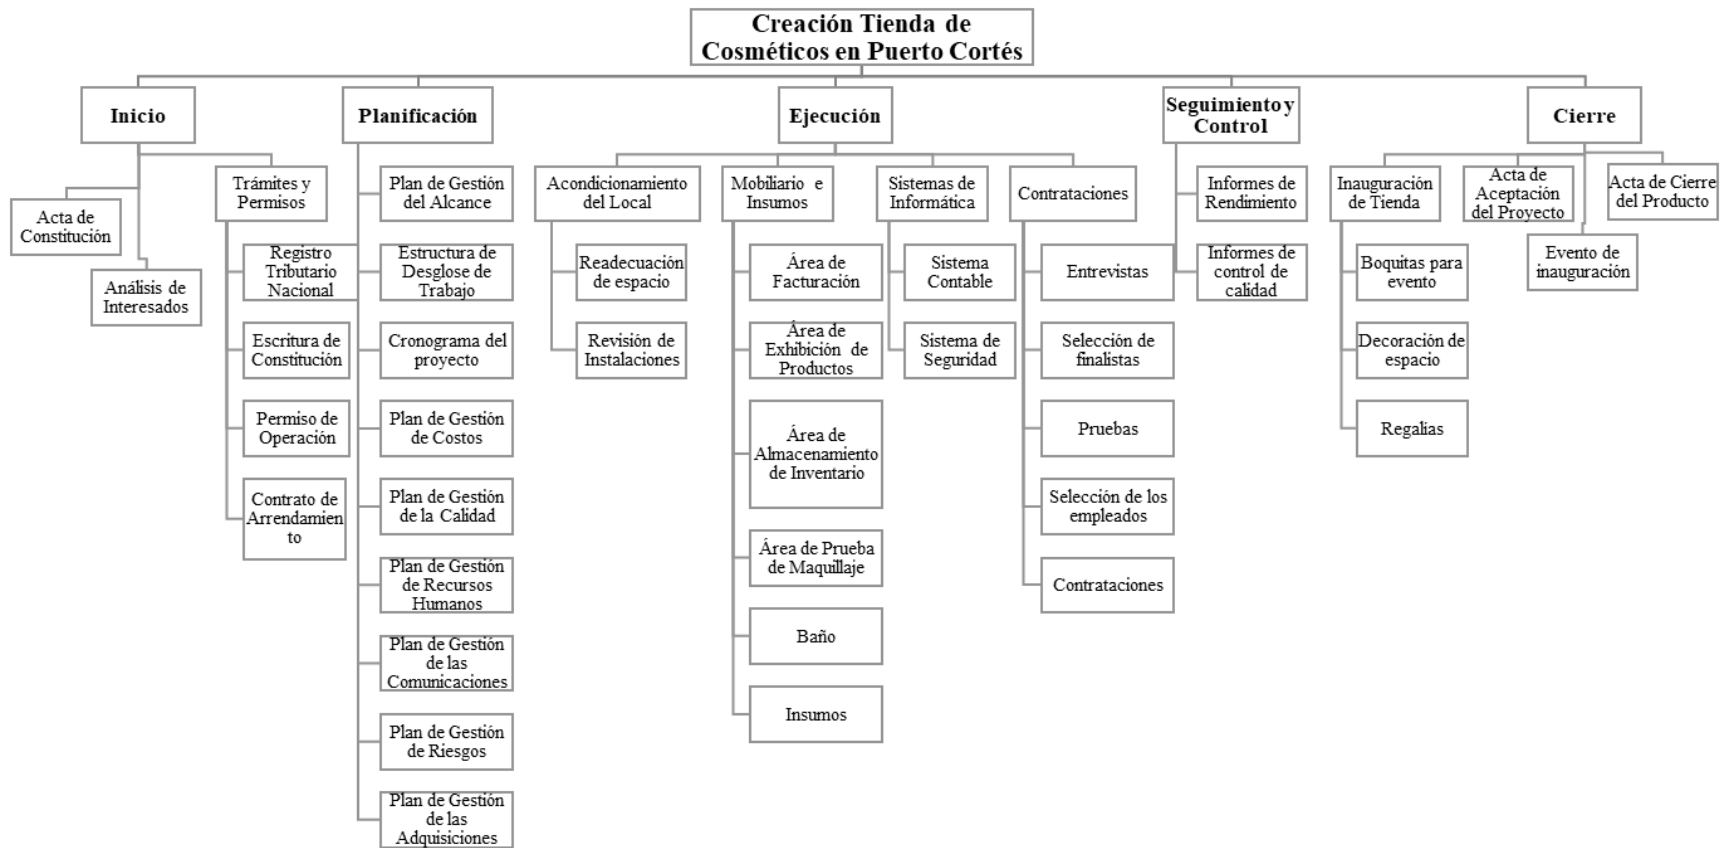 Creación Tienda de
Cosméticos en Puerto Cortés
Inicio
Acta de
Constitución
Análisis de
Interesados
Trámites y
Permisos
Registro
Tributario
Nacional
Escritura de
Constitución
Permiso de
Operación
Contrato de
Arrendamien
to
Planificación
Plan de Gestión
del Alcance
Estructura de
Desglose de
Trabajo
Cronograma del
proyecto
Plan de Gestión
de Costos
Plan de Gestión
de la Calidad
Plan de Gestión
de Recursos
Humanos
Plan de Gestión
de las
Comunicaciones
Plan de Gestión
de Riesgos
Plan de Gestión
de las
Adquisiciones
Ejecución
Acondicionamiento
del Local
Readecuación
de espacio
Revisión de
Instalaciones
Mobiliario e
Insumos
Área de
Facturación
Área de
Exhibición de
Productos
Área de
Almacenamiento
de Inventario
Área de Prueba
de Maquillaje
Baño
Insumos
Sistemas de
Informática
Sistema
Contable
Sistema de
Seguridad
Contrataciones
Entrevistas
Selección de
finalistas
Pruebas
Selección de los
empleados
Contrataciones
Seguimiento y
Control
Informes de
Rendimiento
Informes de
control de
calidad
Cierre
Inauguración
de Tienda
Boquitas para
evento
Decoración de
espacio
Regalias
Acta de
Aceptación
del Proyecto
Evento de
inauguración
Acta de Cierre
del Producto